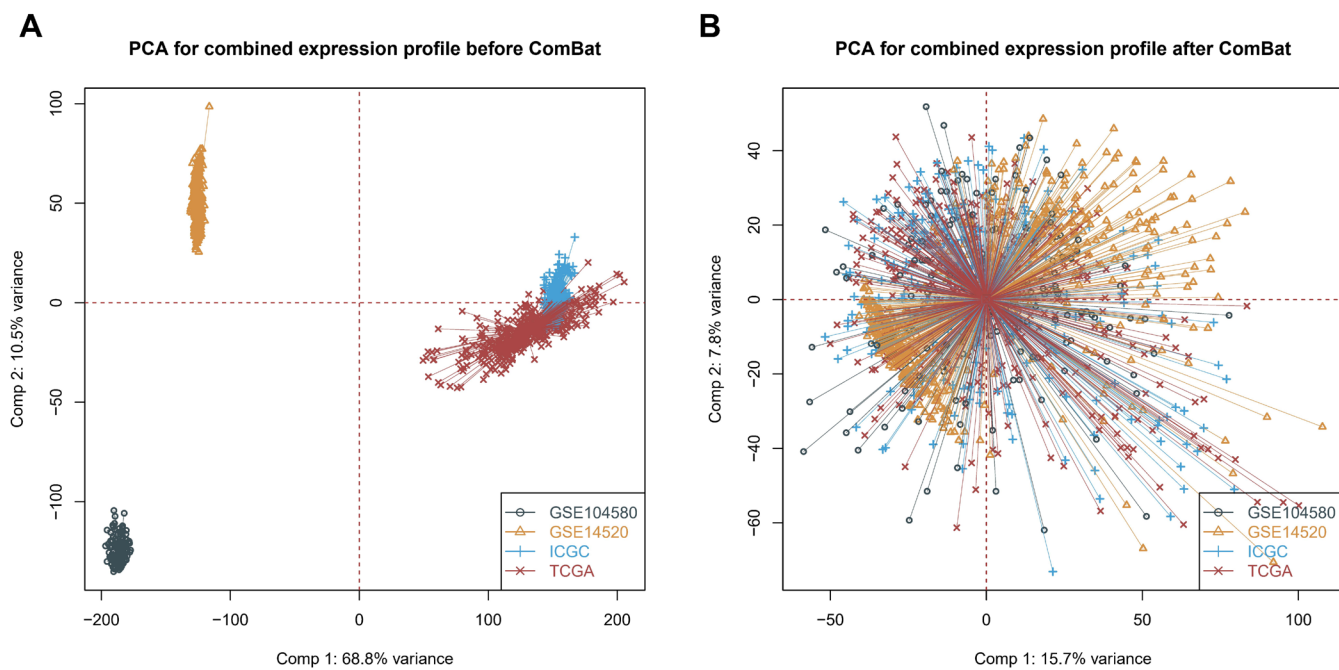 A
PCA for combined expression profile before ComBat
100
50
0
−50
−100
Comp 2: 10.5% variance
−200
−100
0
100
200
Comp 1: 68.8% variance
GSE104580
GSE14520
ICGC
TCGA
B
PCA for combined expression profile after ComBat
40
20
0
−20
−40
−60
Comp 2: 7.8% variance
−50
0
50
100
Comp 1: 15.7% variance
GSE104580
GSE14520
ICGC
TCGA